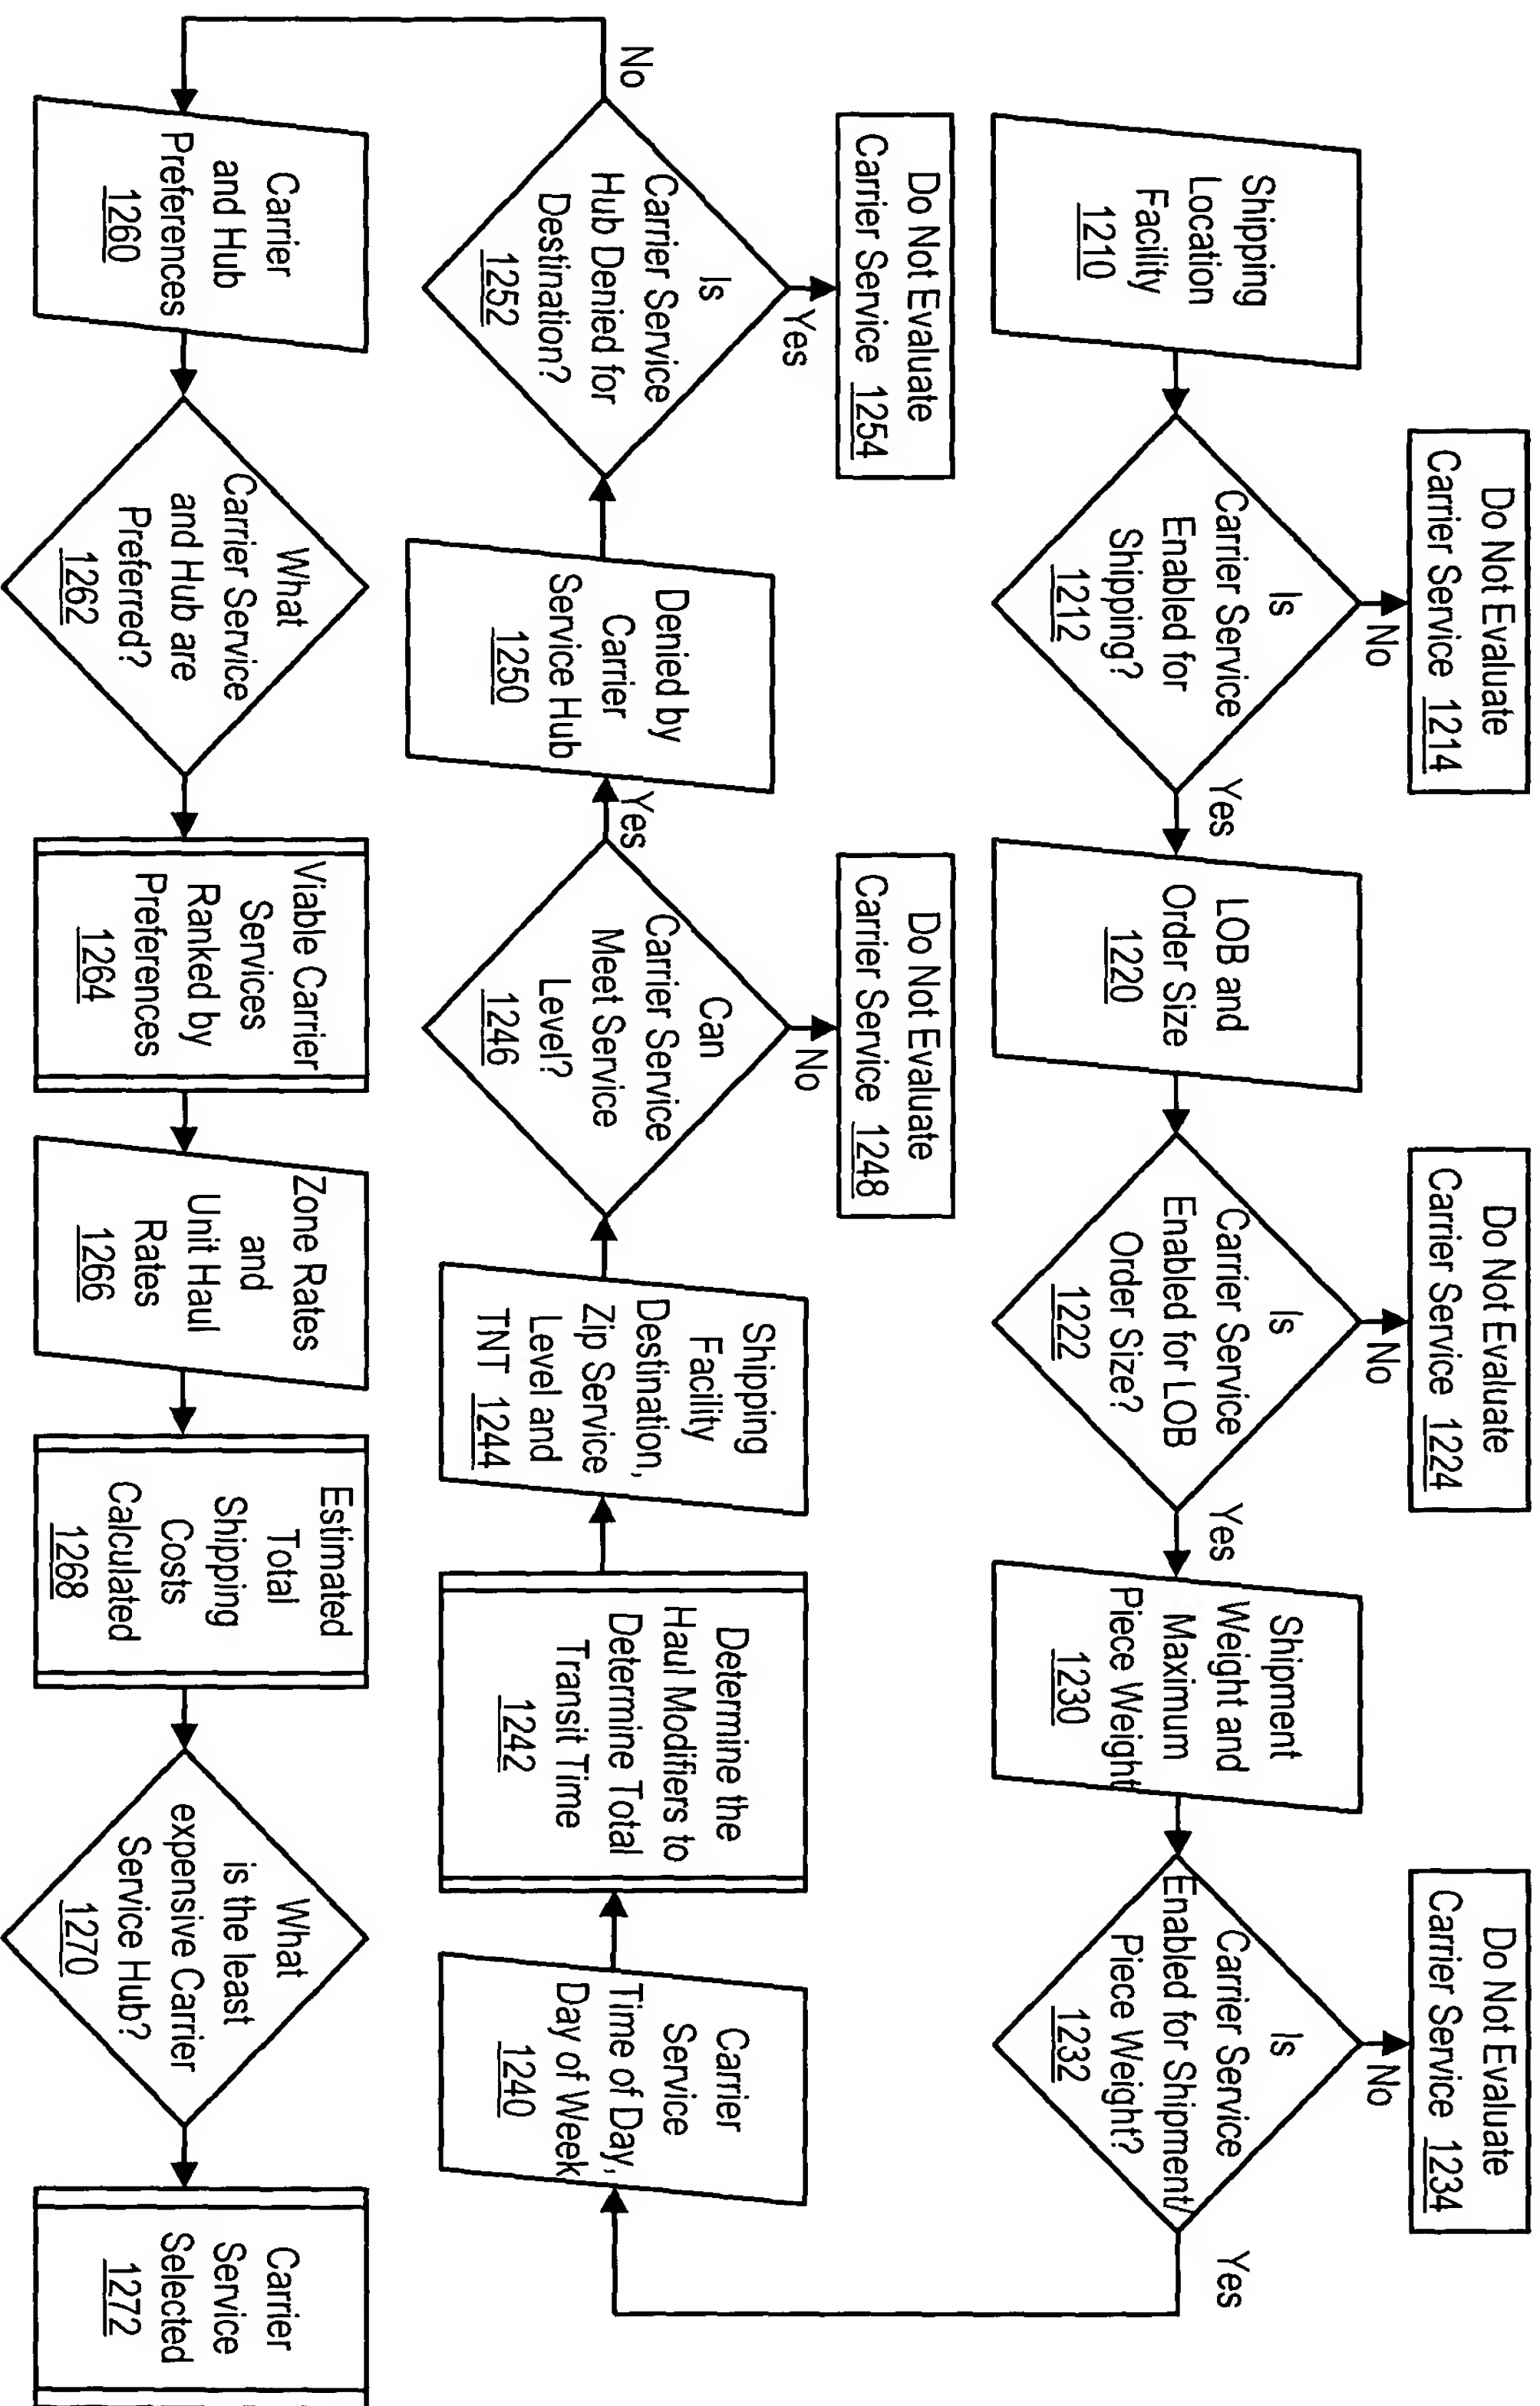 Do Not Evaluate
Carrier Service 1214
Do Not Evaluate
Carrier Service 1224
Do Not Evaluate
Carrier Service 1234
No
No
No
Shipping
Location
Facility
1210
Is
Carrier Service
Enabled for
Shipping?
1212
Yes
LOB and
Order Size
1220
Is
Carrier Service
Enabled for LOB
Order Size?
1222
Yes
Shipment
Weight and
Maximum
Piece Weight
1230
Is
Carrier Service
Enabled for Shipment/
Piece Weight?
1232
Yes
Do Not Evaluate
Carrier Service 1254
Do Not Evaluate
Carrier Service 1248
Yes
No
Is
Carrier Service
Hub Denied for
Destination?
1252
No
Denied by
Carrier
Service Hub
1250
Yes
Can
Carrier Service
Meet Service
Level?
1246
Shipping
Facility
Destination,
Zip Service
Level and
TNT 1244
Determine the
Haul Modifiers to
Determine Total
Transit Time
1242
Carrier
Service
Time of Day,
Day of Week
1240
Carrier
and Hub
Preferences
1260
What
Carrier Service
and Hub are
Preferred?
1262
Viable Carrier
Services
Ranked by
Preferences
1264
Zone Rates
and
Unit Haul
Rates
1266
Estimated
Total
Shipping
Costs
Calculated
1268
What
is the least
expensive Carrier
Service Hub?
1270
Carrier
Service
Selected
1272